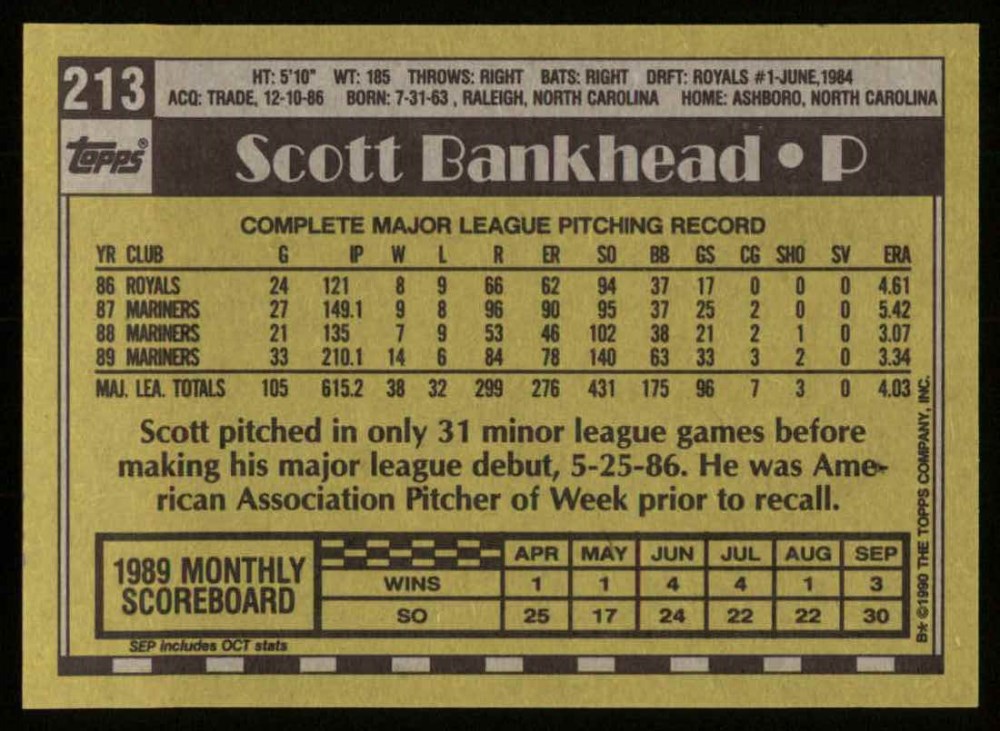 213
HT: 5'10" WT: 185 THROWS: RIGHT BATS: RIGHT DRFT: ROYALS #1-JUNE,1984
ACQ: TRADE, 12-10-86 BORN: 7-31-63 , RALEIGH, NORTH CAROLINA HOME: ASHBORO, NORTH CAROLINA
topps®
Scott Bankhead • P
COMPLETE MAJOR LEAGUE PITCHING RECORD
YR CLUB G IP W L R ER SO BB GS CG SHO SV ERA
86 ROYALS 24 121 8 9 66 62 94 37 17 0 0 0 4.61
87 MARINERS 27 149.1 9 8 96 90 95 37 25 2 0 0 5.42
88 MARINERS 21 135 7 9 53 46 102 38 21 2 1 0 3.07
89 MARINERS 33 210.1 14 6 84 78 140 63 33 3 2 0 3.34
MAJ. LEA. TOTALS 105 615.2 38 32 299 276 431 175 96 7 3 0 4.03
Scott pitched in only 31 minor league games before
making his major league debut, 5-25-86. He was Ame-
rican Association Pitcher of Week prior to recall.
1989 MONTHLY
SCOREBOARD
APR MAY JUN JUL AUG SEP
WINS 1 1 4 4 1 3
SO 25 17 24 22 22 30
SEP includes OCT stats
B* ©1990 THE TOPPS COMPANY, INC.